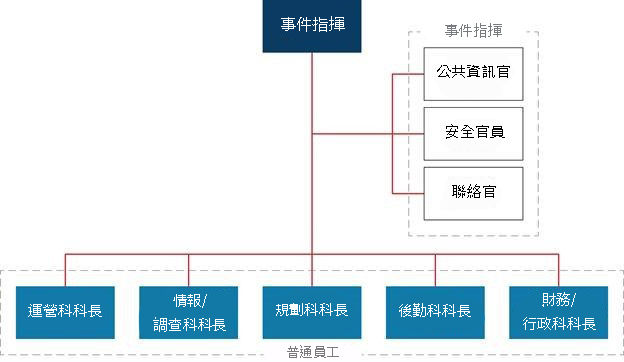 事件指揮
事件指揮
公共資訊官
安全官員
聯絡官
運營科科長
情報/
調查科科長
規劃科科長
後勤科科長
財務/
行政科科長
普通員工